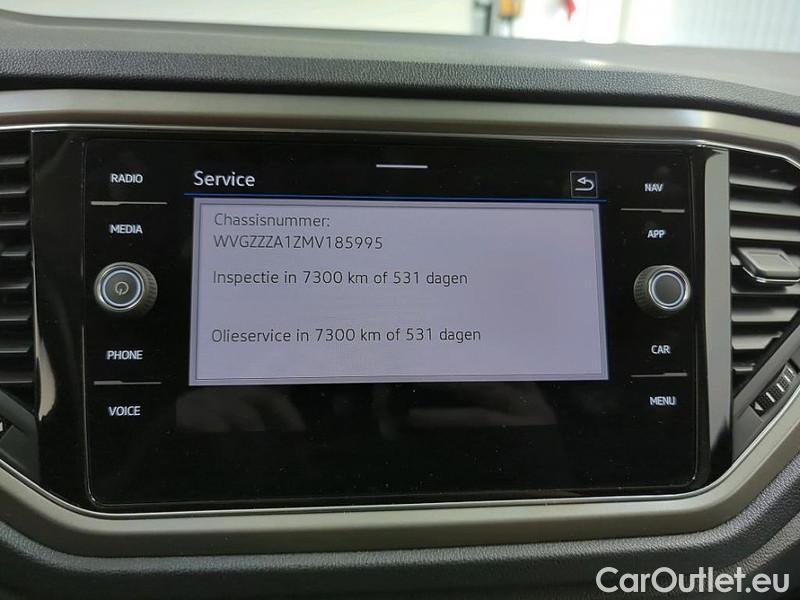 RADIO
MEDIA
PHONE
VOICE
Service
Chassisnummer:
WVGZZZA1ZMV185995
Inspectie in 7300 km of 531 dagen
Olieservice in 7300 km of 531 dagen
NAV
APP
CAR
MENU
CarOutlet.eu